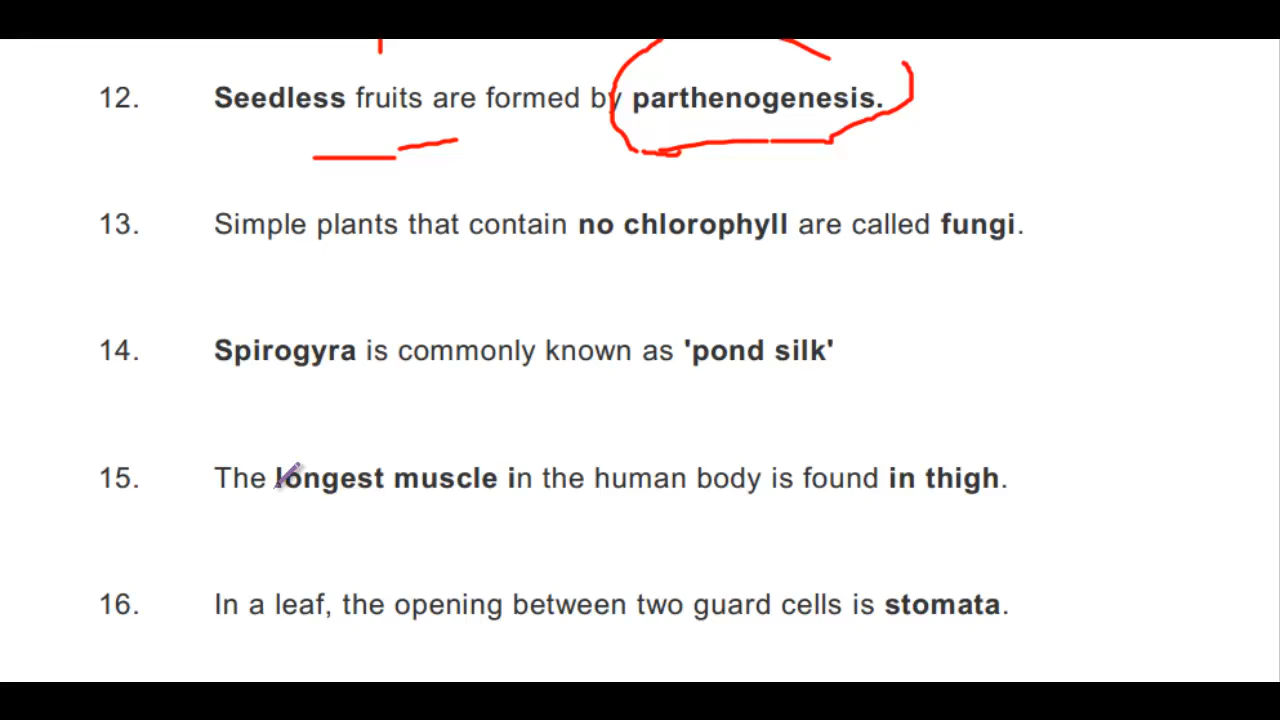 12. Seedless fruits are formed by parthenogenesis.
13. Simple plants that contain no chlorophyll are called fungi.
14. Spirogyra is commonly known as 'pond silk'
15. The longest muscle in the human body is found in thigh.
16. In a leaf, the opening between two guard cells is stomata.